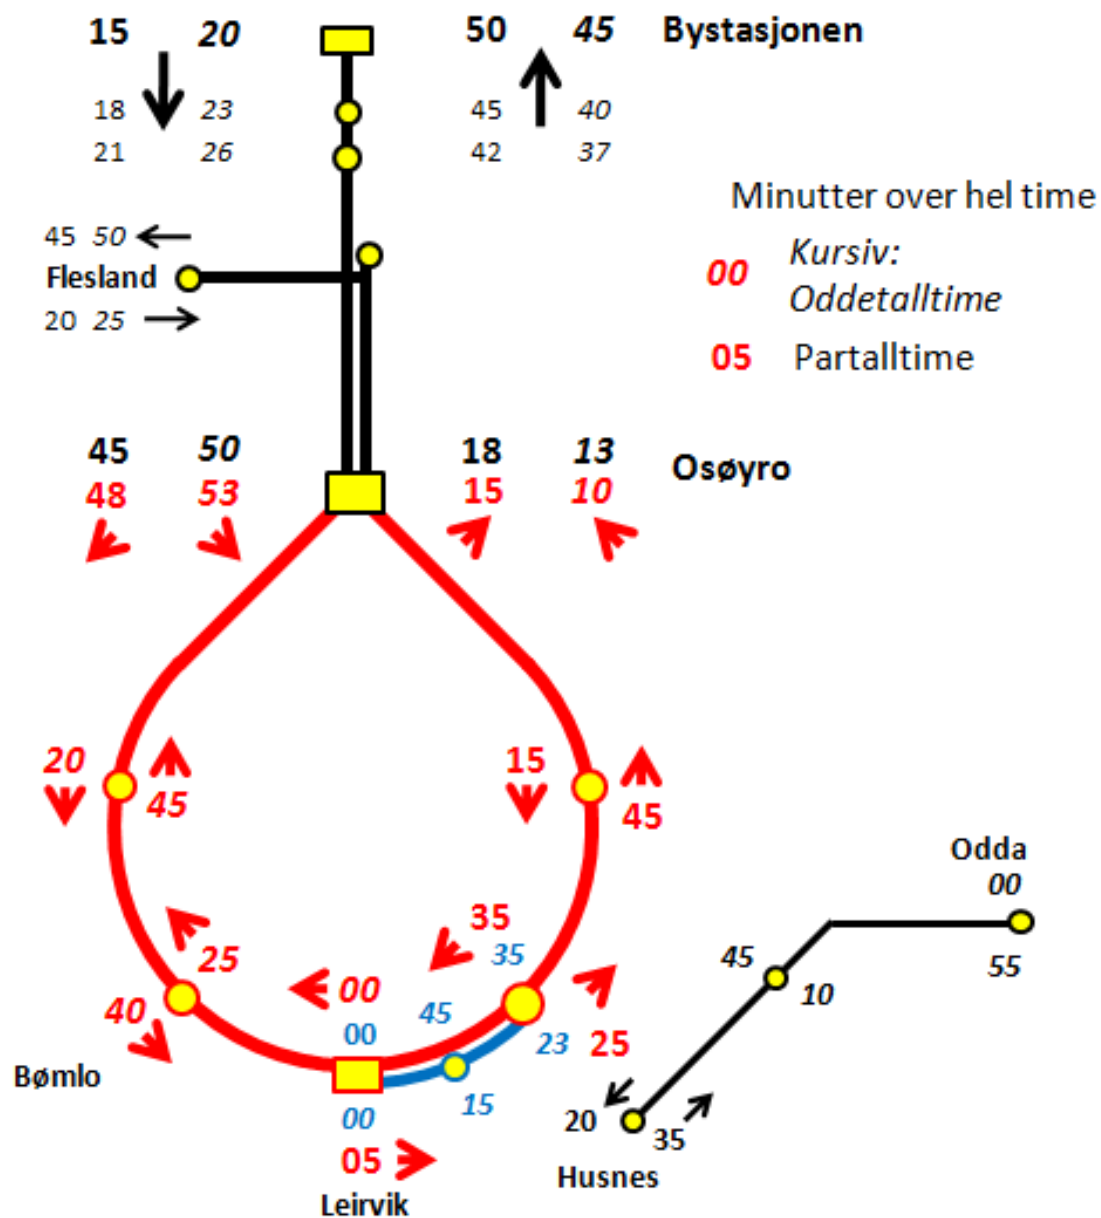 15 20 50 45 Bystasjonen
18 23 45 40
21 26 42 37
Minutter over hel time
45 50
00 Kursiv:
Oddetalltime
Flesland
20 25
05 Partalltime
45 50 18 13 Osøyro
48 53 15 10
20 45 15 45
35
35
25
00
45
40
00
23 25
Bømlo
00
15
05
Leirvik
Odda
00
45
55
10
20 35
Husnes